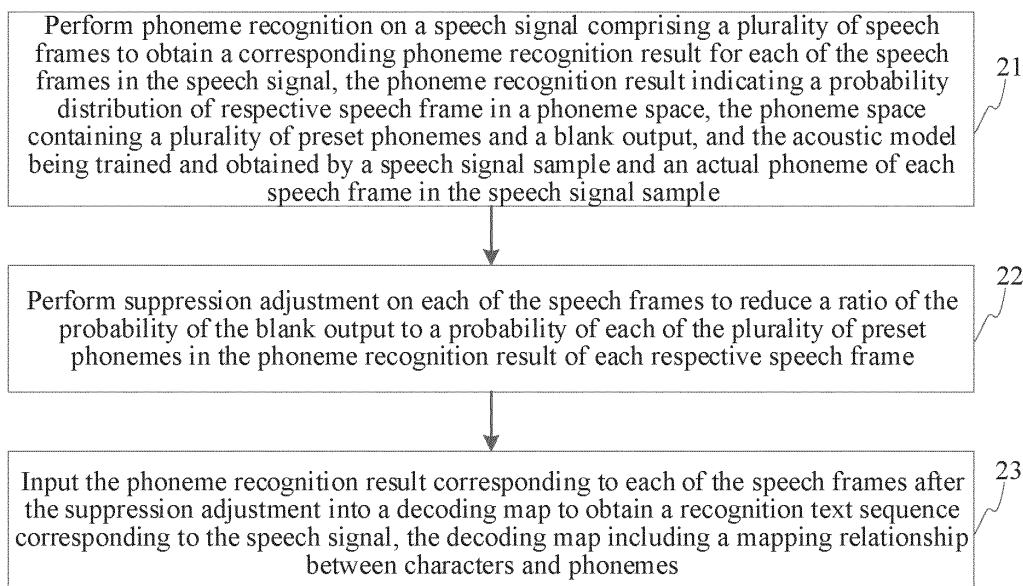 Perform phoneme recognition on a speech signal comprising a plurality of speech
frames to obtain a corresponding phoneme recognition result for each of the speech
frames in the speech signal, the phoneme recognition result indicating a probability
distribution of respective speech frame in a phoneme space, the phoneme space
containing a plurality of preset phonemes and a blank output, and the acoustic model
being trained and obtained by a speech signal sample and an actual phoneme of each
speech frame in the speech signal sample
21
Perform suppression adjustment on each of the speech frames to reduce a ratio of the
probability of the blank output to a probability of each of the plurality of preset
phonemes in the phoneme recognition result of each respective speech frame
22
Input the phoneme recognition result corresponding to each of the speech frames after
the suppression adjustment into a decoding map to obtain a recognition text sequence
corresponding to the speech signal, the decoding map including a mapping relationship
between characters and phonemes
23